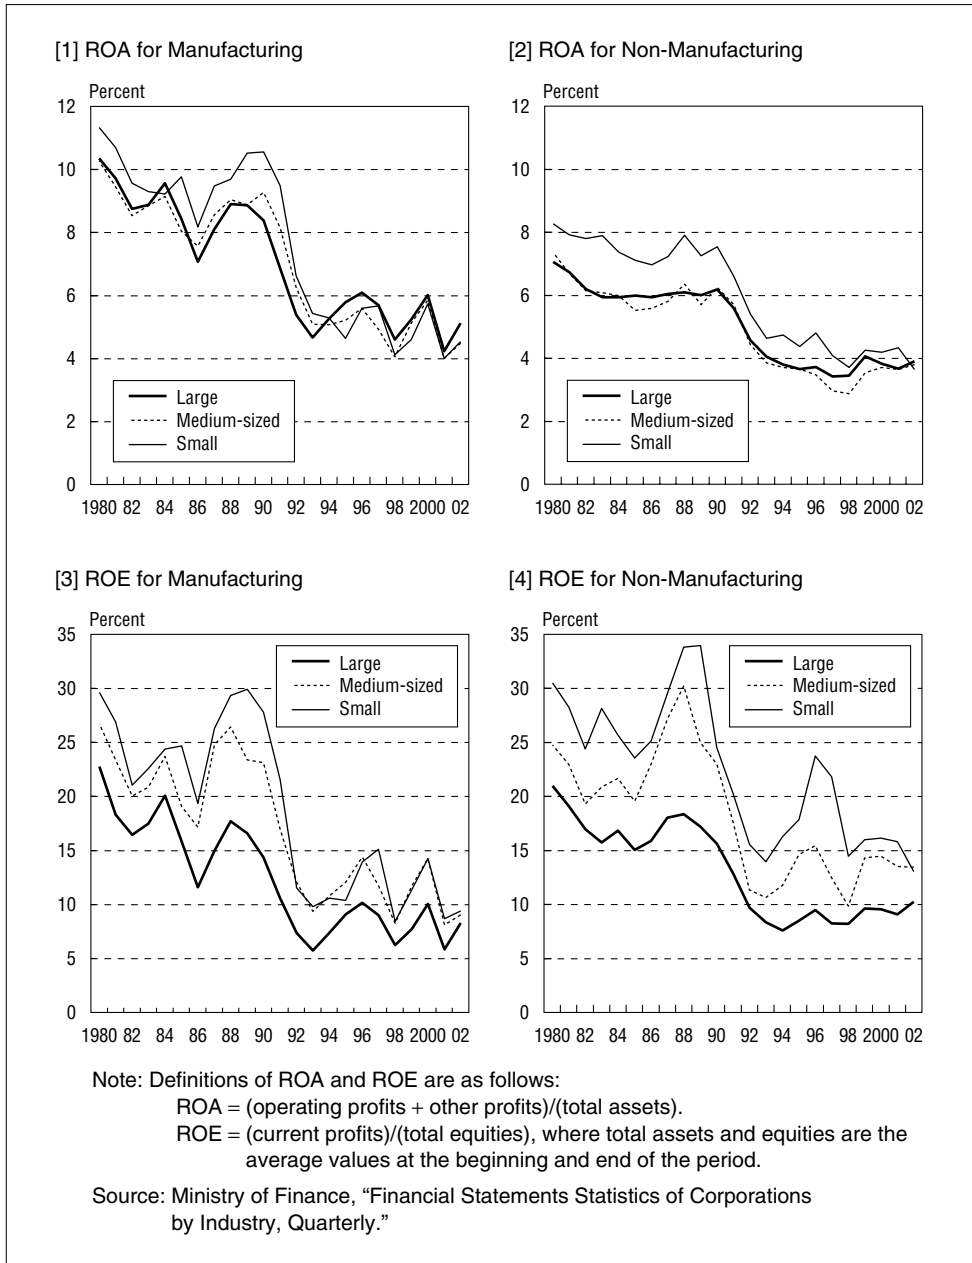 [1] ROA for Manufacturing
Percent
12
10
8
6
4
2
0
Large
Medium-sized
Small
1980 82 84 86 88 90 92 94 96 98 2000 02
[2] ROA for Non-Manufacturing
Percent
12
10
8
6
4
2
0
Large
Medium-sized
Small
1980 82 84 86 88 90 92 94 96 98 2000 02
[3] ROE for Manufacturing
Percent
35
30
25
20
15
10
5
0
Large
Medium-sized
Small
1980 82 84 86 88 90 92 94 96 98 2000 02
[4] ROE for Non-Manufacturing
Percent
35
30
25
20
15
10
5
0
Large
Medium-sized
Small
1980 82 84 86 88 90 92 94 96 98 2000 02
Note: Definitions of ROA and ROE are as follows:
ROA = (operating profits + other profits)/(total assets).
ROE = (current profits)/(total equities), where total assets and equities are the
average values at the beginning and end of the period.
Source: Ministry of Finance, “Financial Statements Statistics of Corporations
by Industry, Quarterly.”